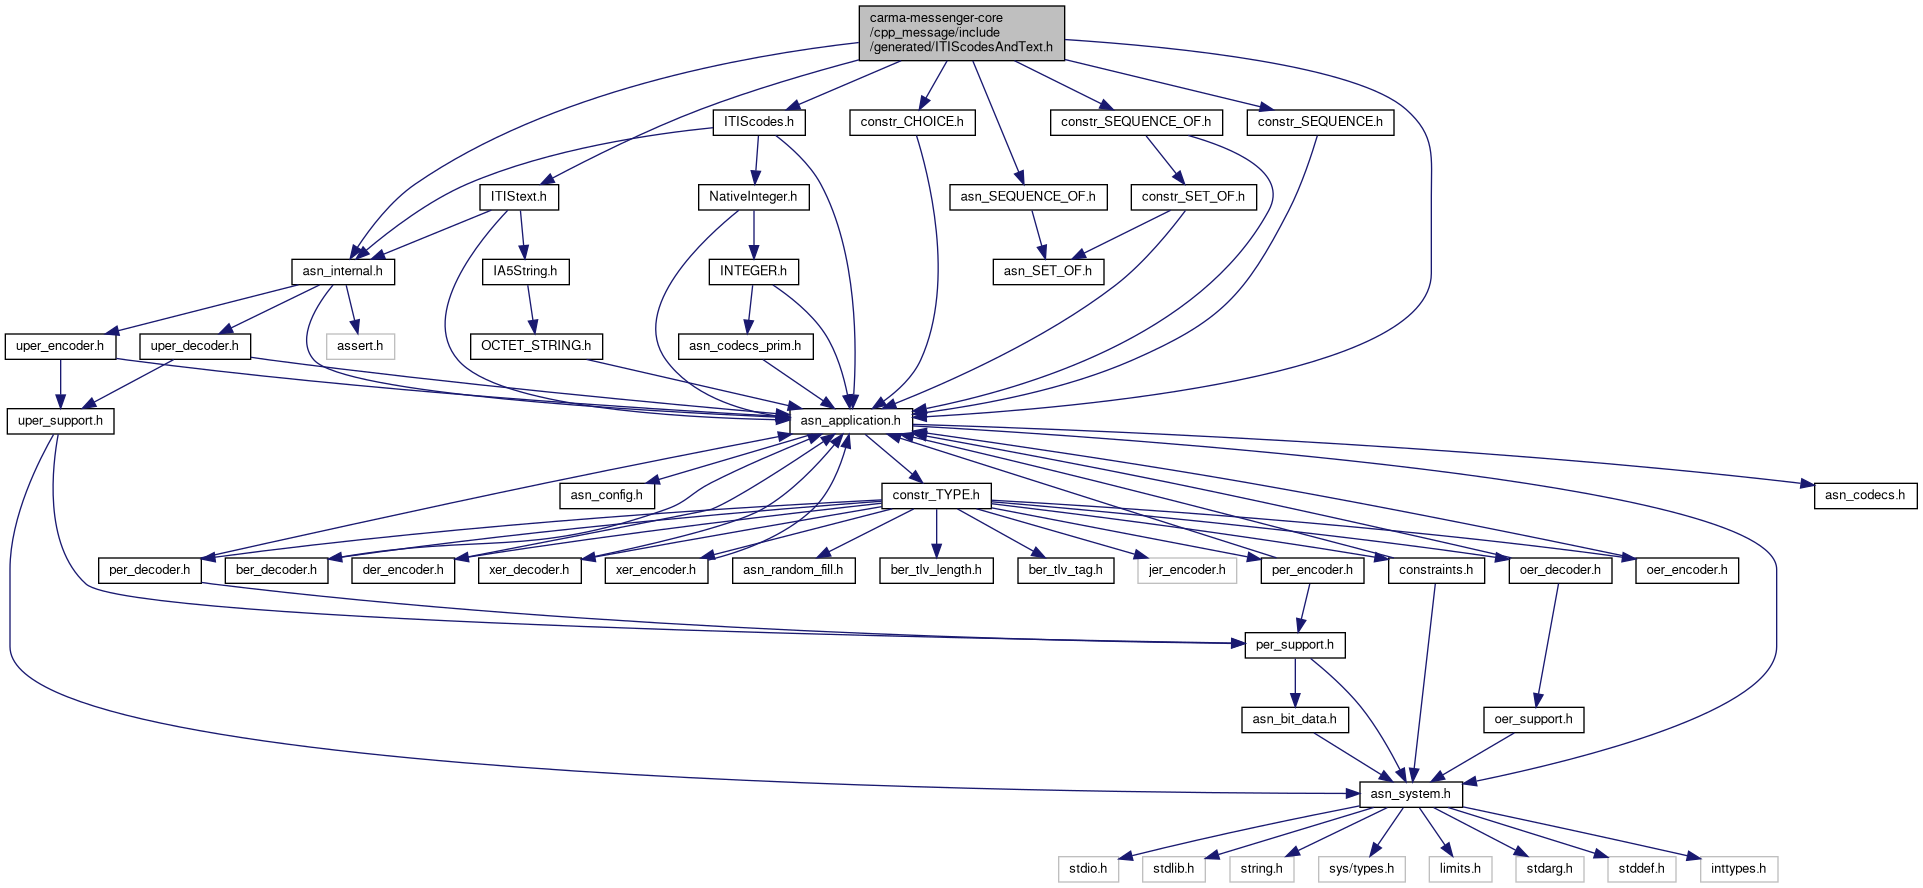 carma-messenger-core
/cpp_message/include
/generated/ITIScodesAndText.h
ITIScodes.h
constr_CHOICE.h
constr_SEQUENCE_OF.h
constr_SEQUENCE.h
ITIStext.h
NativeInteger.h
asn_SEQUENCE_OF.h
constr_SET_OF.h
asn_internal.h
IA5String.h
INTEGER.h
asn_SET_OF.h
uper_encoder.h
uper_decoder.h
assert.h
OCTET_STRING.h
asn_codecs_prim.h
uper_support.h
asn_application.h
asn_config.h
constr_TYPE.h
asn_codecs.h
per_decoder.h
ber_decoder.h
der_encoder.h
xer_decoder.h
xer_encoder.h
asn_random_fill.h
ber_tlv_length.h
ber_tlv_tag.h
jer_encoder.h
per_encoder.h
constraints.h
oer_decoder.h
oer_encoder.h
per_support.h
asn_bit_data.h
oer_support.h
asn_system.h
stdio.h
stdlib.h
string.h
sys/types.h
limits.h
stdarg.h
stddef.h
inttypes.h